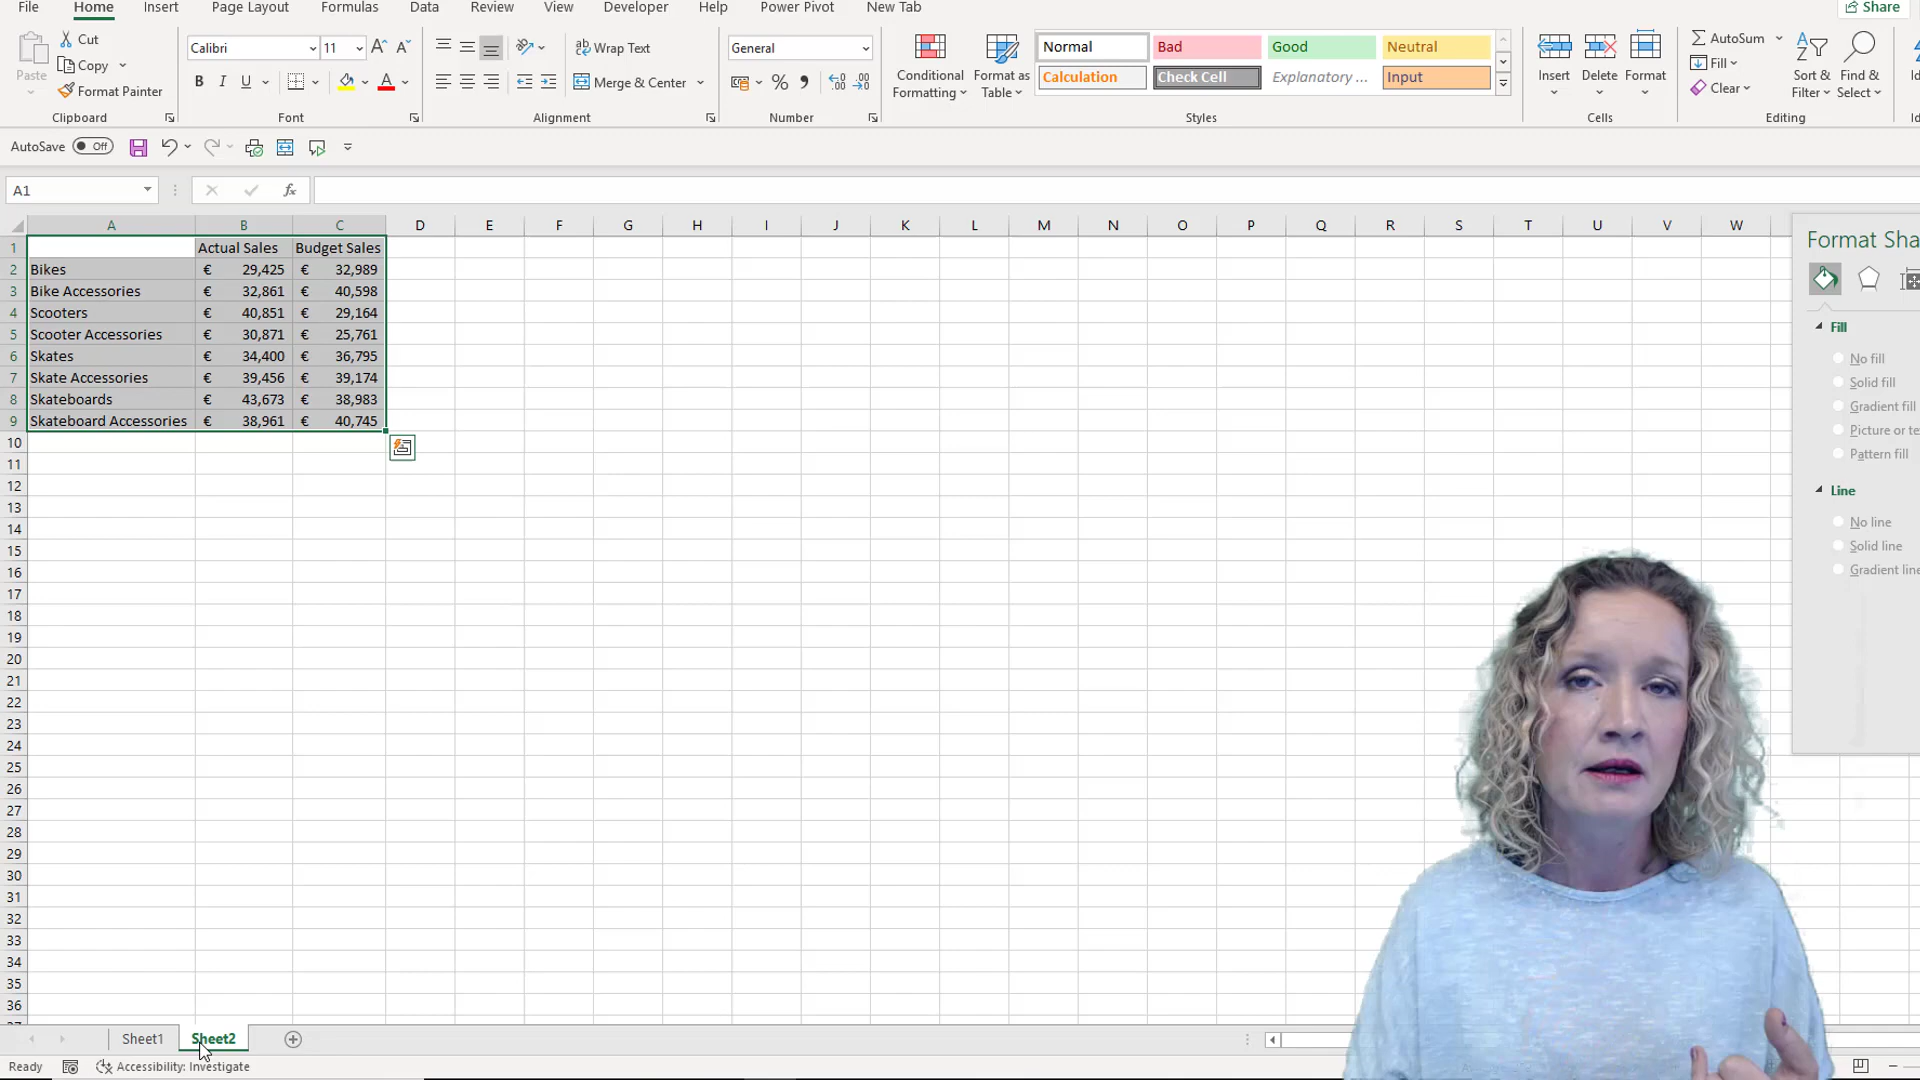 File Home Insert Page Layout Formulas Data Review View Developer Help Power Pivot New Tab Share
Paste
Cut
Copy
Format Painter
Clipboard
Calibri 11
B I U
Font
Wrap Text
Merge & Center
Alignment
General
Number
Conditional Formatting
Format as Table
Normal Bad Good Neutral
Calculation Check Cell Explanatory ... Input
Styles
Insert Delete Format
Cells
AutoSum
Fill
Clear
Sort & Filter
Find & Select
Editing
AutoSave Off
A1
A B C D E F G H I J K L M N O P Q R S T U V W
1 Actual Sales Budget Sales
2 Bikes € 29,425 € 32,989
3 Bike Accessories € 32,861 € 40,598
4 Scooters € 40,851 € 29,164
5 Scooter Accessories € 30,871 € 25,761
6 Skates € 34,400 € 36,795
7 Skate Accessories € 39,456 € 39,174
8 Skateboards € 43,673 € 38,983
9 Skateboard Accessories € 38,961 € 40,745
10
11
12
13
14
15
16
17
18
19
20
21
22
23
24
25
26
27
28
29
30
31
32
33
34
35
36
Format Sha
Fill
No fill
Solid fill
Gradient fill
Picture or te
Pattern fill
Line
No line
Solid line
Gradient line
Sheet1 Sheet2
Ready Accessibility: Investigate